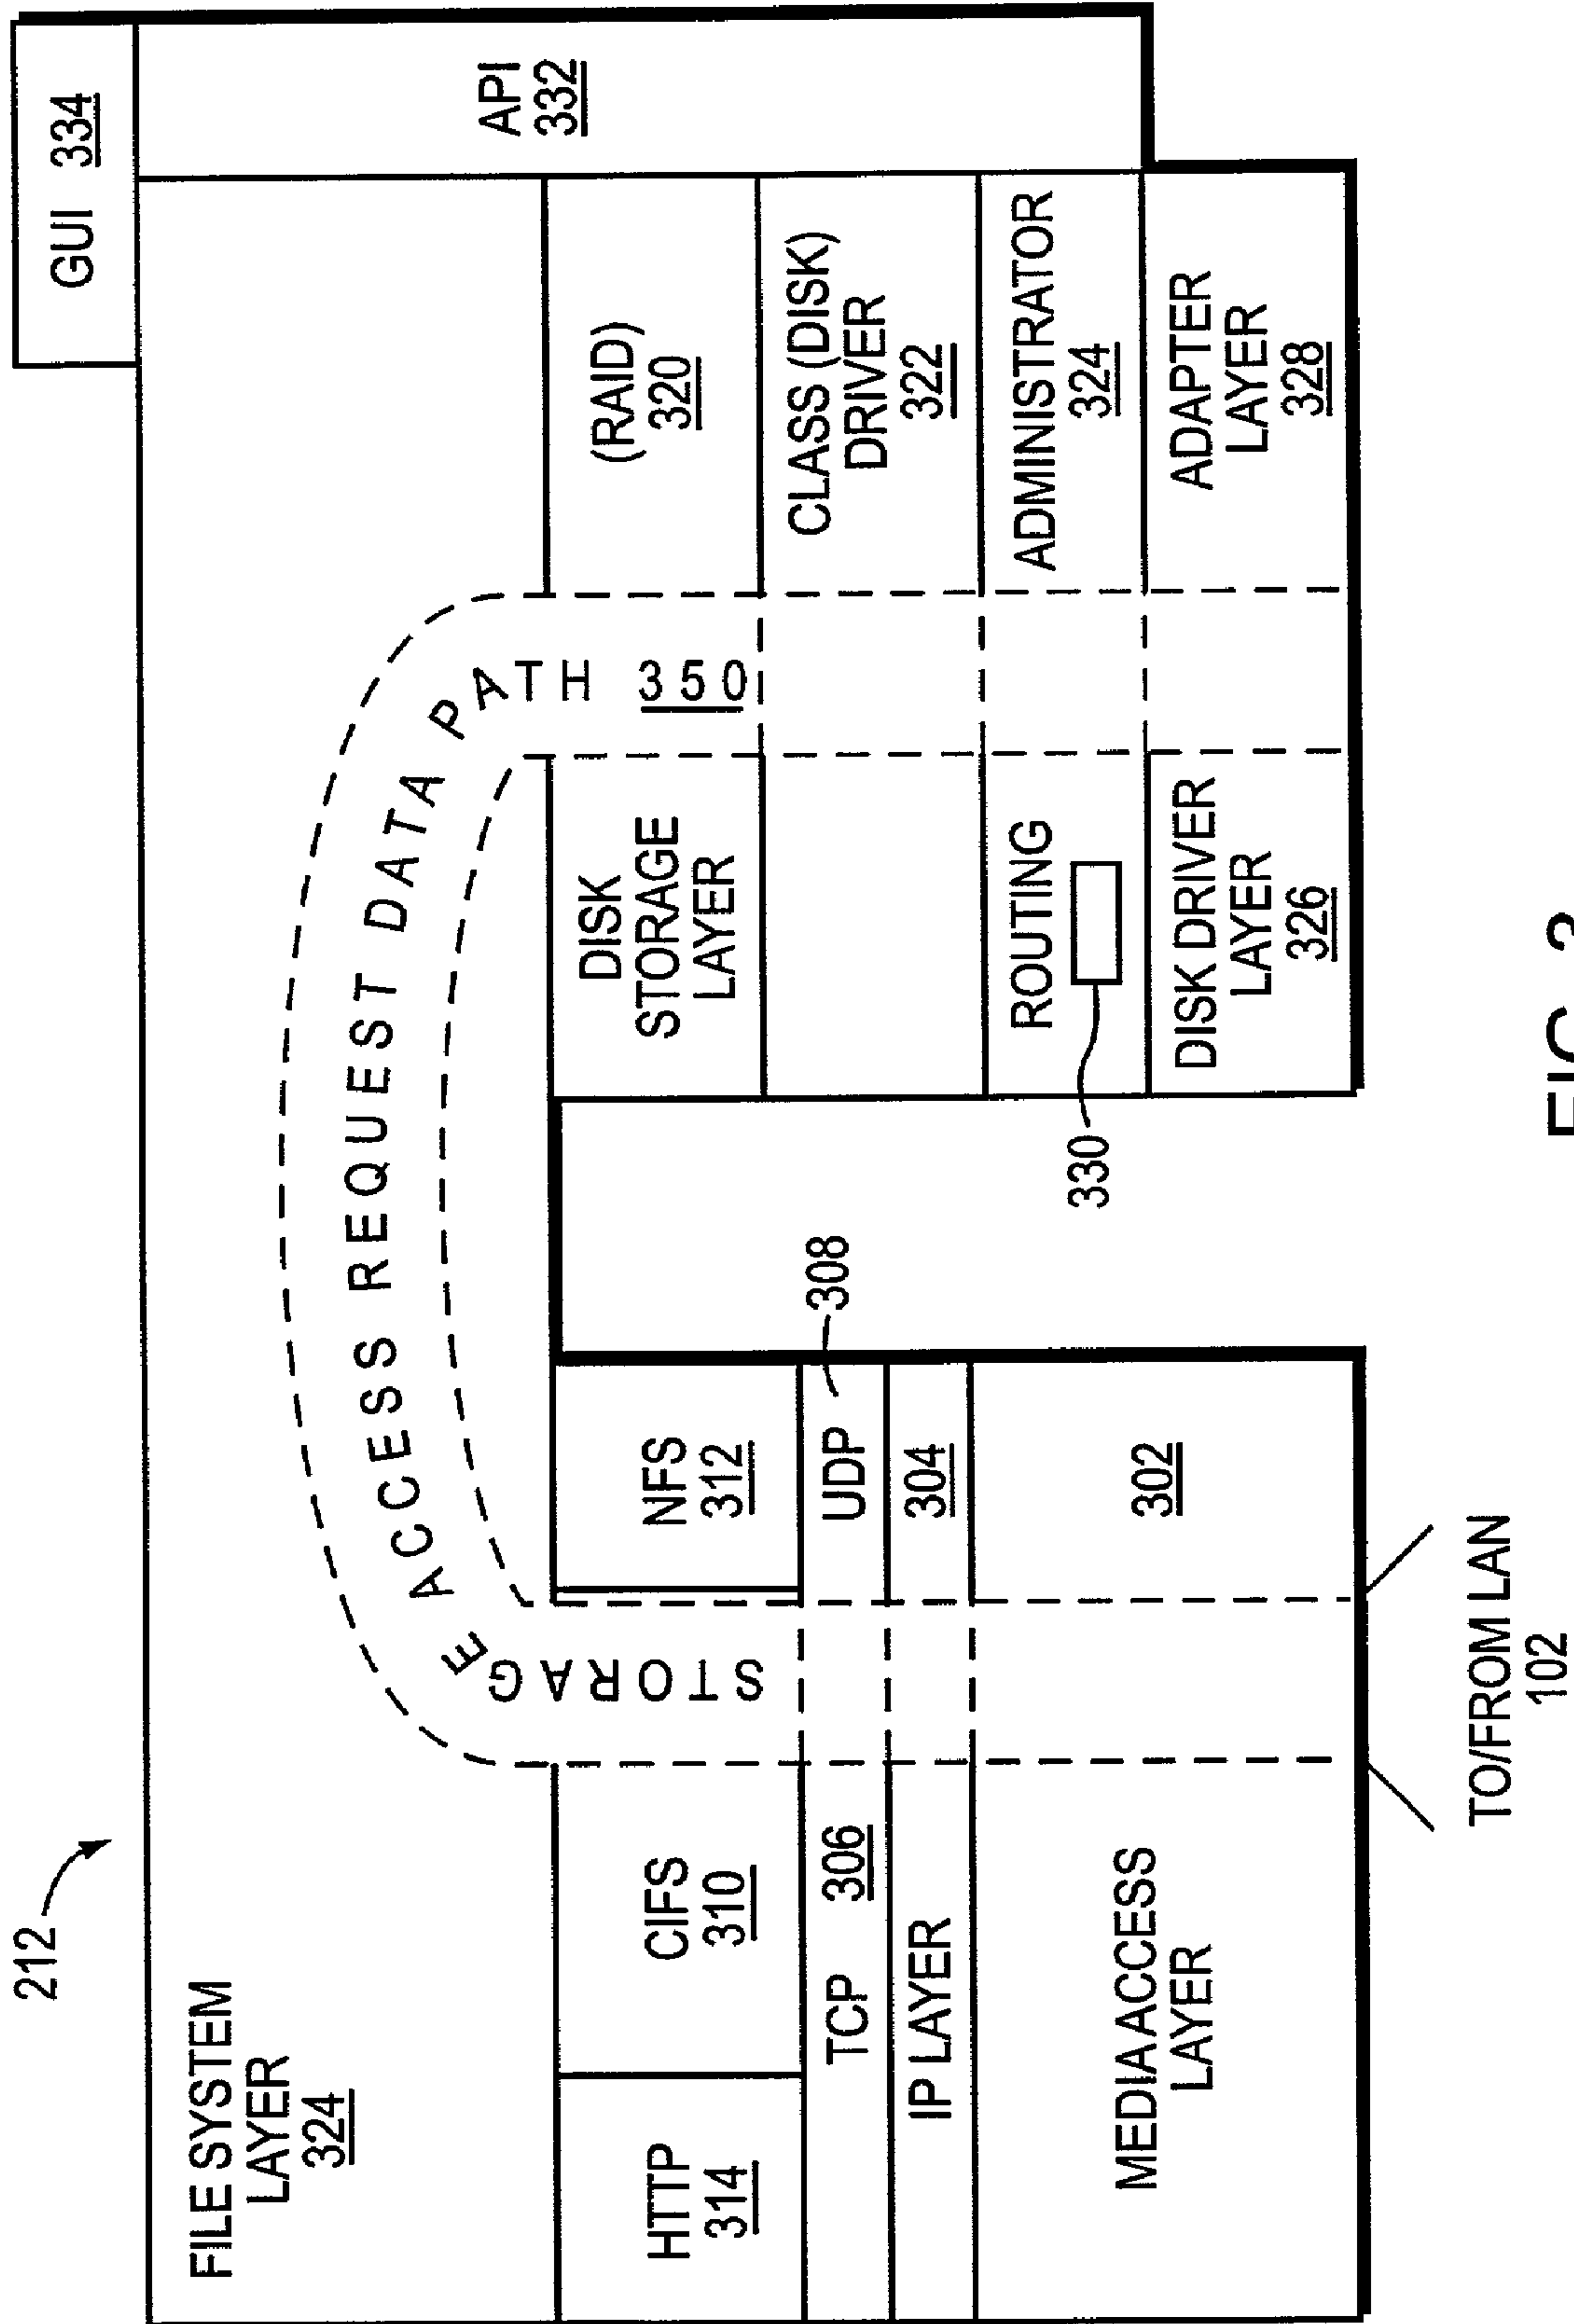 212
GUI 334
FILE SYSTEM
LAYER
324
STORAGE ACCESS REQUEST DATA PATH 350
API
332
HTTP
314
CIFS
310
NFS
312
TCP 306
UDP
308
IP LAYER
304
MEDIA ACCESS
LAYER
302
TO/FROM LAN
102
DISK
STORAGE
LAYER
(RAID)
320
CLASS (DISK)
DRIVER
322
ROUTING
330
ADMINISTRATOR
324
DISK DRIVER
LAYER
326
ADAPTER
LAYER
328
FIG. 3